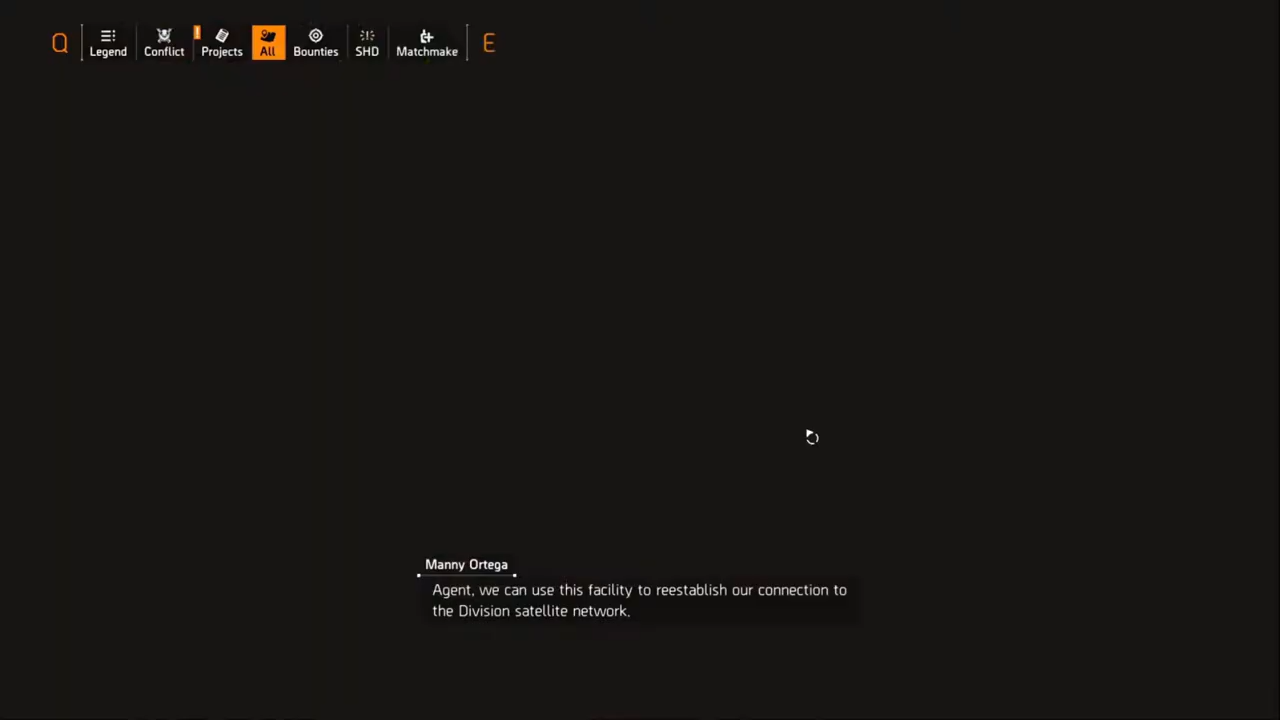 Q Legend Conflict Projects All Bounties SHD Matchmake E
Manny Ortega
Agent, we can use this facility to reestablish our connection to
the Division satellite network.